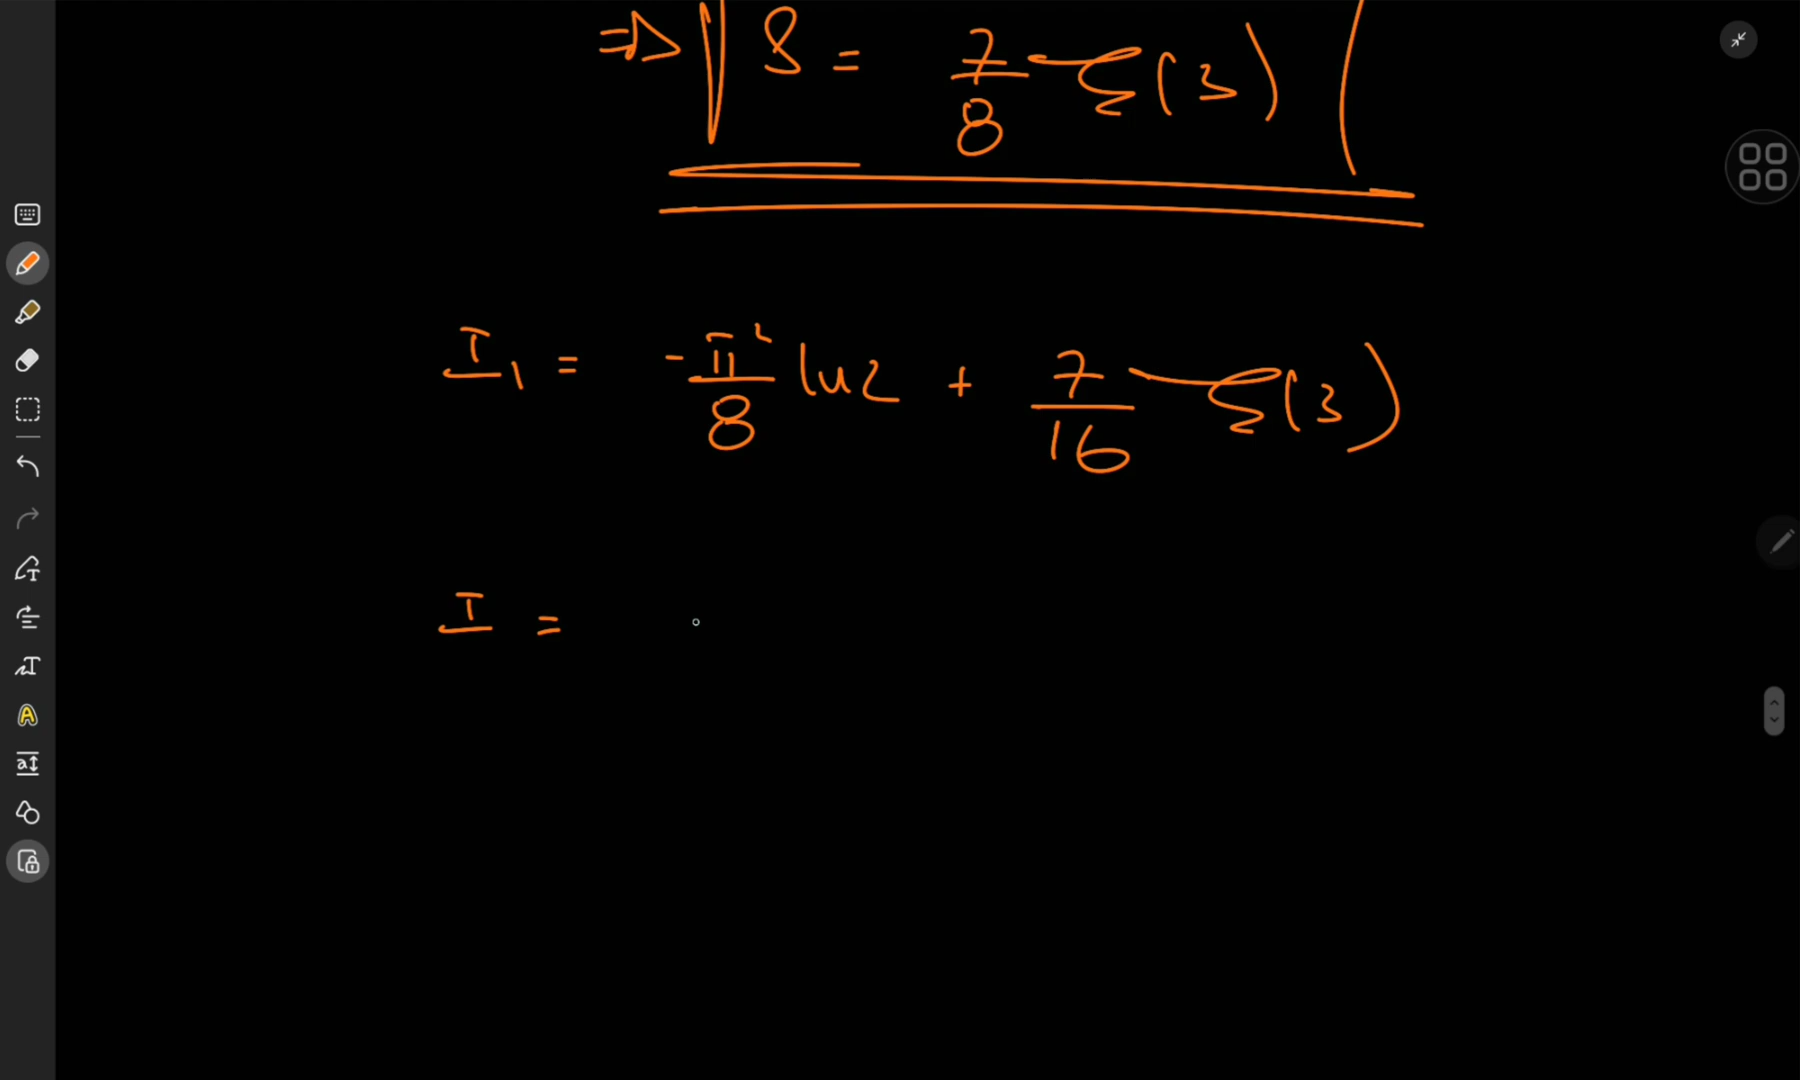 ⇒ S = 7/8 ζ(3)
I₁ = -π²/8 ln2 + 7/16 ζ(3)
I =